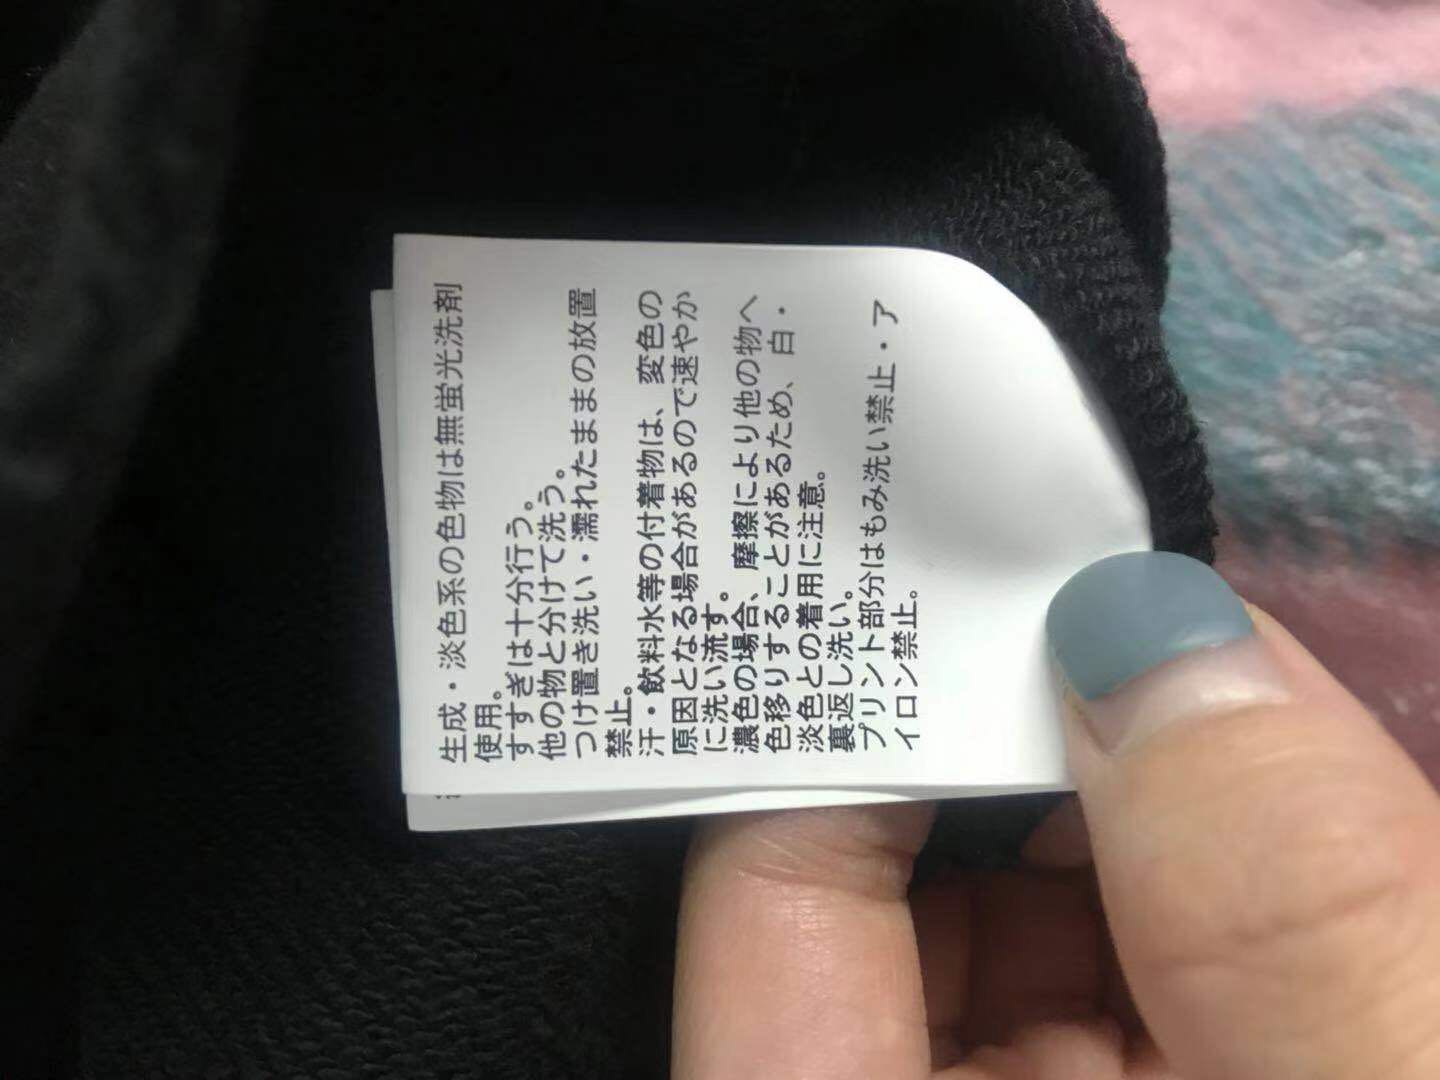 生成・淡色系の色物は無蛍光洗剤
使用。
すすぎは十分行う。
他の物と分けて洗う。
つけ置き洗い・濡れたままの放置
禁止。
汗・飲料水等の付着物は、変色の
原因となる場合があるので速やか
に洗い流す。
濃色の場合、摩擦により他の物へ
色移りすることがあるため、白・
淡色との着用に注意。
裏返し洗い。
プリント部分はもみ洗い禁止・ア
イロン禁止。